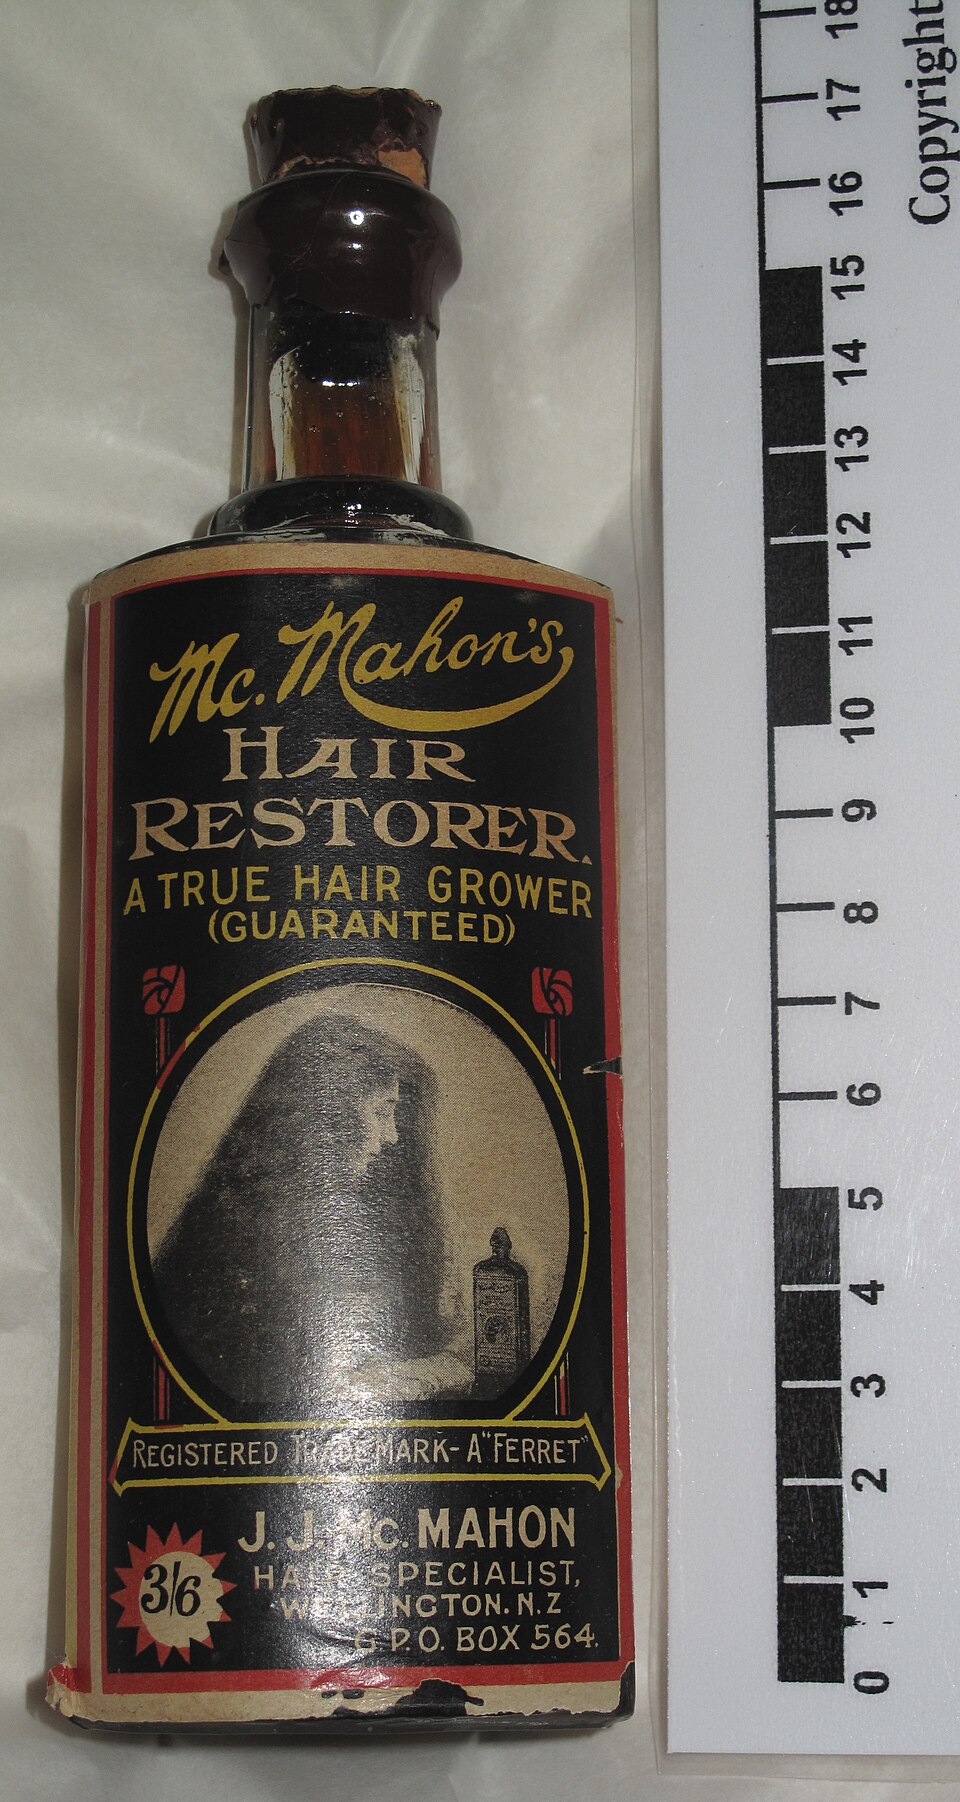 Mc. Mahon's
HAIR
RESTORER.
A TRUE HAIR GROWER
(GUARANTEED)
REGISTERED TRADE MARK - A "FERRET"
J. J. Mc. MAHON
HAIR SPECIALIST,
WELLINGTON. N. Z
G. P. O. BOX 564.
3/6
Copyright
18
17
16
15
14
13
12
11
10
9
8
7
6
5
4
3
2
1
0